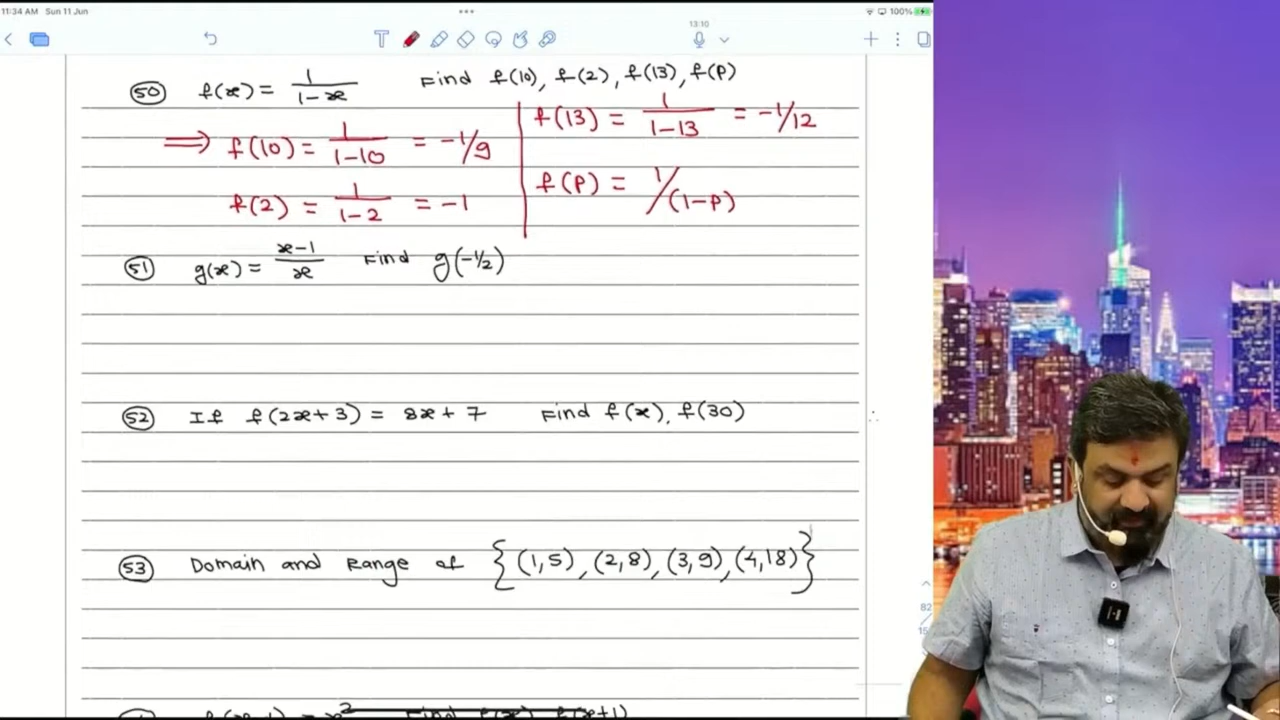 11:34 AM Sun 11 Jun
100%
13:10
50 f(x) = 1/(1-x) Find f(10), f(2), f(13), f(P)
⇒ f(10) = 1/(1-10) = -1/9
f(2) = 1/(1-2) = -1
f(13) = 1/(1-13) = -1/12
f(P) = 1/(1-P)
51 g(x) = (x-1)/x Find g(-1/2)
52 If f(2x+3) = 8x+7 Find f(x), f(30)
53 Domain and Range of {(1,5), (2,8), (3,9), (4,18)}
82